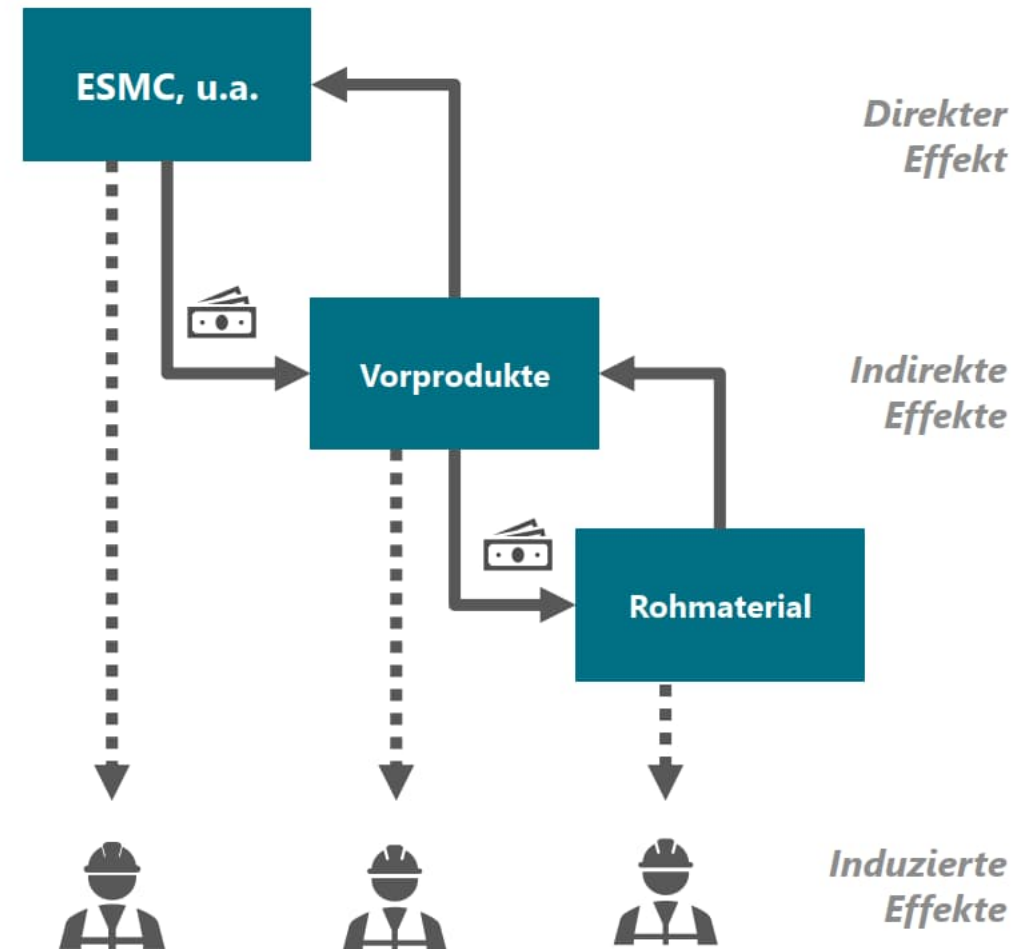 ESMC, u.a.
Direkter
Effekt
Vorprodukte
Indirekte
Effekte
Rohmaterial
Induzierte
Effekte